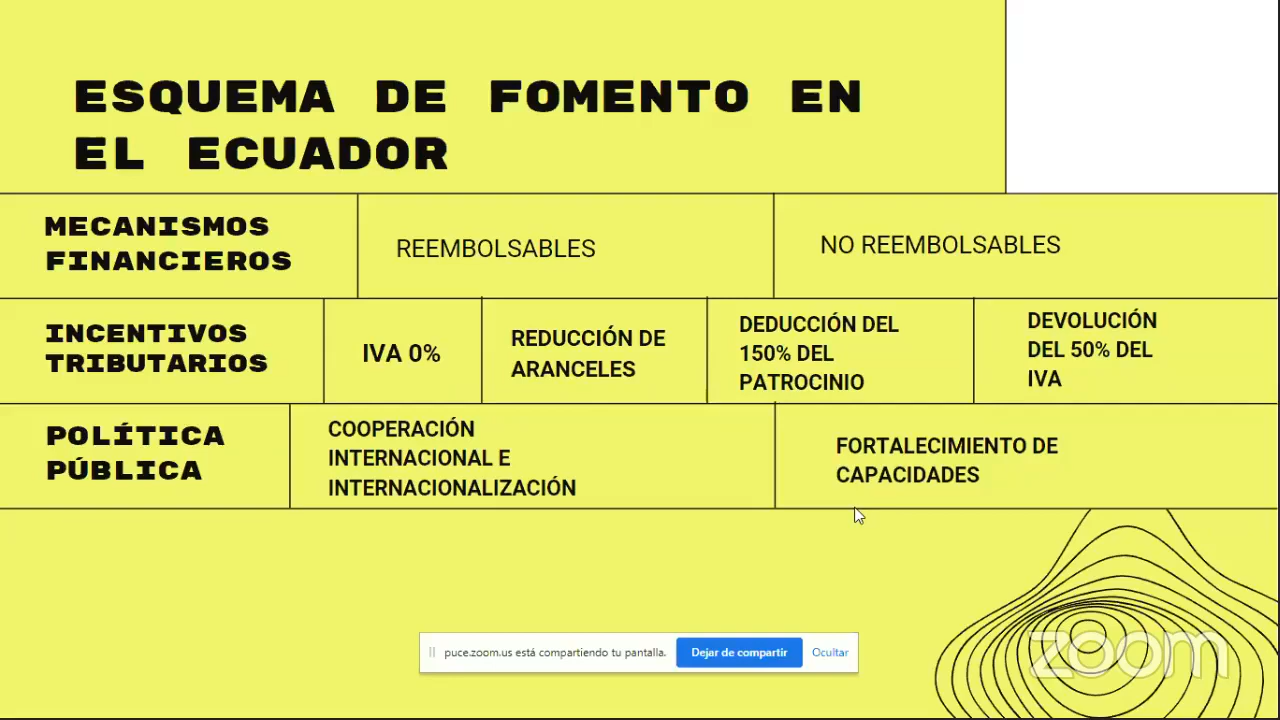 ESQUEMA DE FOMENTO EN
EL ECUADOR
MECANISMOS
FINANCIEROS
REEMBOLSABLES
NO REEMBOLSABLES
INCENTIVOS
TRIBUTARIOS
IVA 0%
REDUCCIÓN DE
ARANCELES
DEDUCCIÓN DEL
150% DEL
PATROCINIO
DEVOLUCIÓN
DEL 50% DEL
IVA
POLÍTICA
PÚBLICA
COOPERACIÓN
INTERNACIONAL E
INTERNACIONALIZACIÓN
FORTALECIMIENTO DE
CAPACIDADES
puce.zoom.us está compartiendo tu pantalla.
Dejar de compartir
Ocultar
zoom